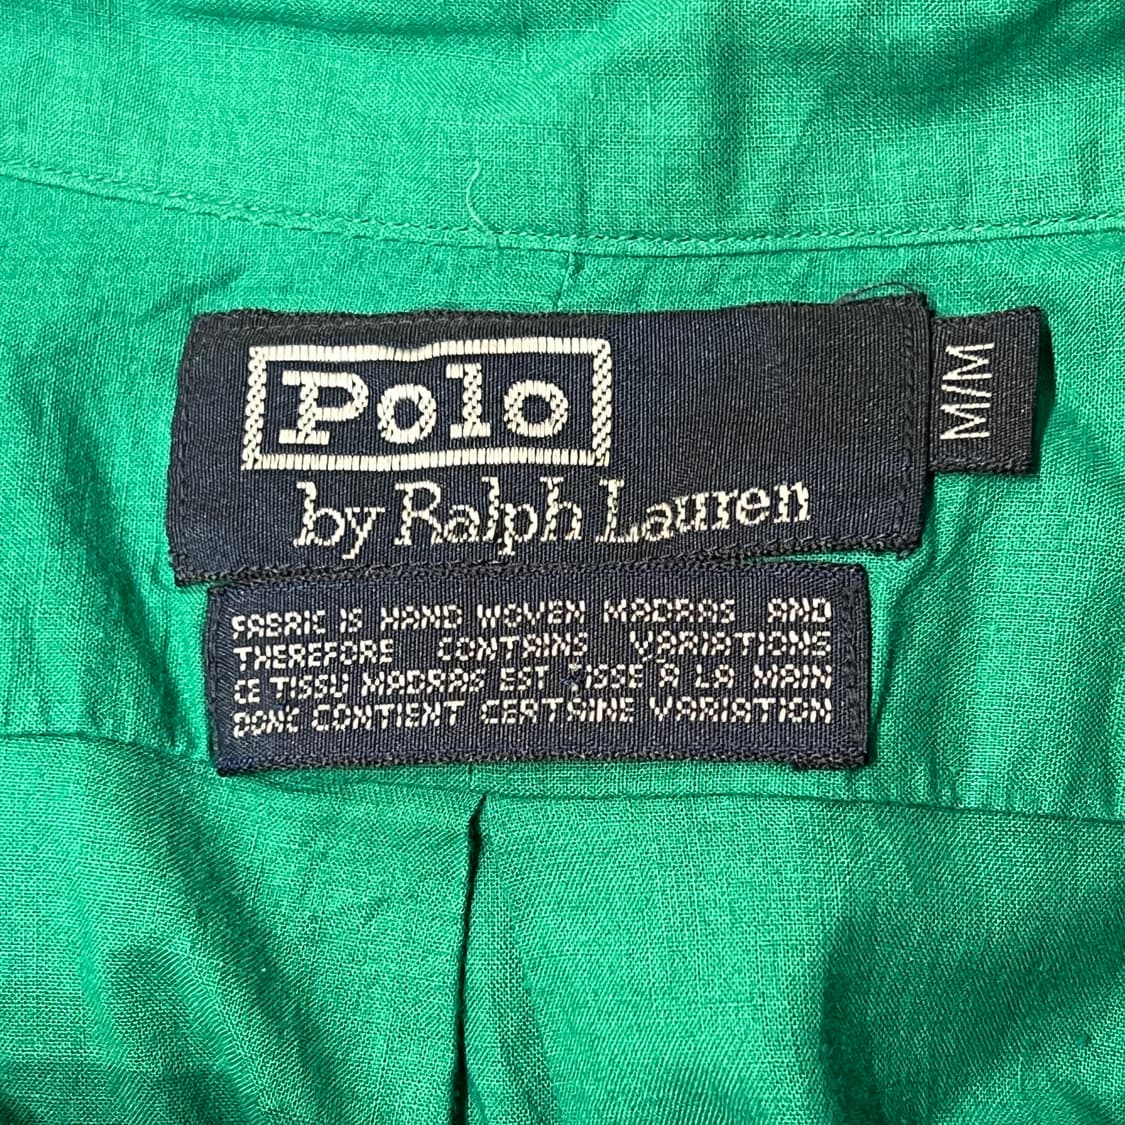 Polo
by Ralph Lauren
M/M
FABRIC IS HAND WOVEN MADRAS AND
THEREFORE CONTAINS VARIATIONS
CE TISSU MADRAS EST TISSE A LA MAIN
DONC CONTIENT CERTAINE VARIATION